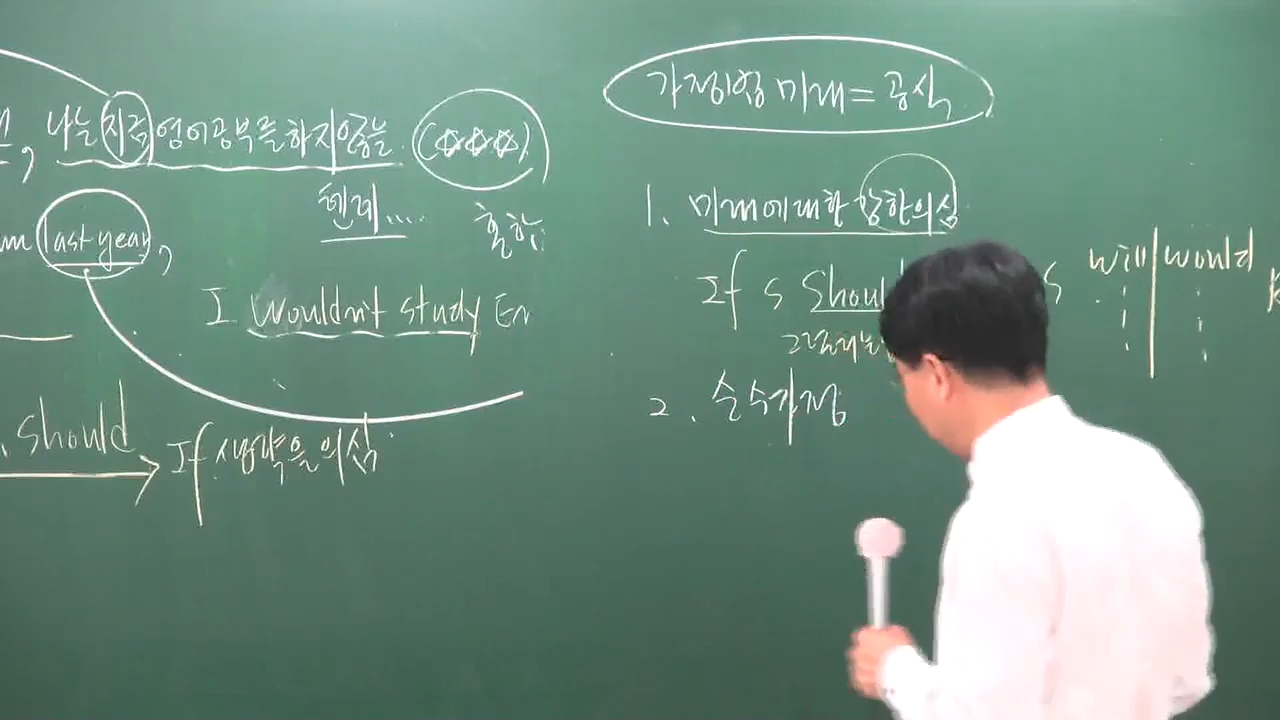 , 나는 지금 영어공부를 하지 않을 (☆☆☆)
텐데....
last year,
I wouldn't study En
should
If 생략을 의심
가정법 미래 = 공식
1. 미래에 대한 강한 의심
If S Shoul S will would
2. 순수가정